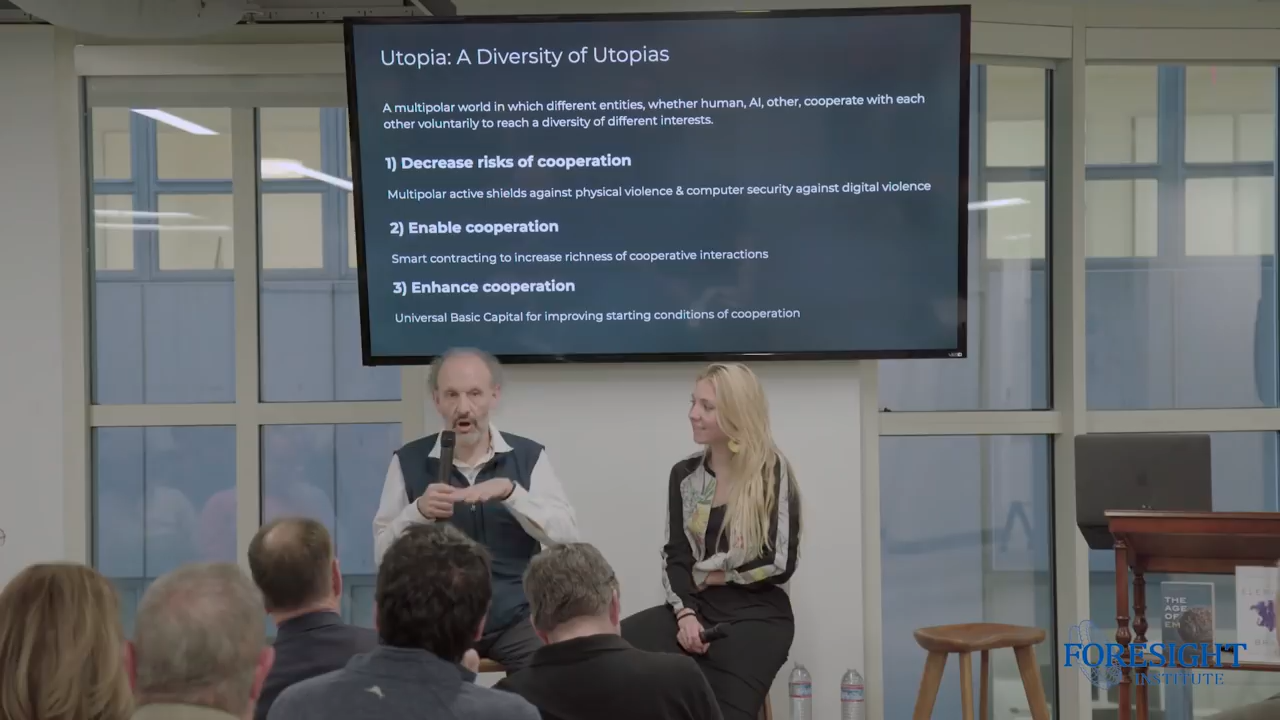 Utopia: A Diversity of Utopias
A multipolar world in which different entities, whether human, AI, other, cooperate with each
other voluntarily to reach a diversity of different interests.
1) Decrease risks of cooperation
Multipolar active shields against physical violence & computer security against digital violence
2) Enable cooperation
Smart contracting to increase richness of cooperative interactions
3) Enhance cooperation
Universal Basic Capital for improving starting conditions of cooperation
THE
AGE
OF
EM
FORESIGHT
INSTITUTE